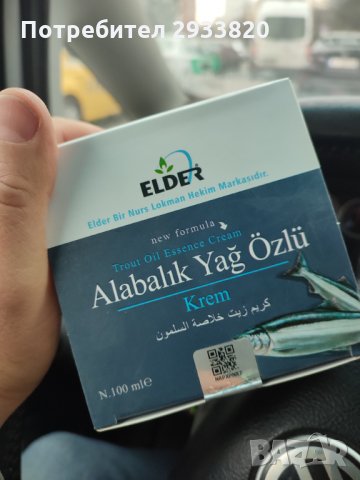 Потребител 2933820
ELDER
Elder Bir Nurs Lokman Hekim Markasıdır.
new formula
Trout Oil Essence Cream
Alabalık Yağ Özlü
Krem
كريم زيت خلاصة السلمون
N.100 ml℮
BAZAR